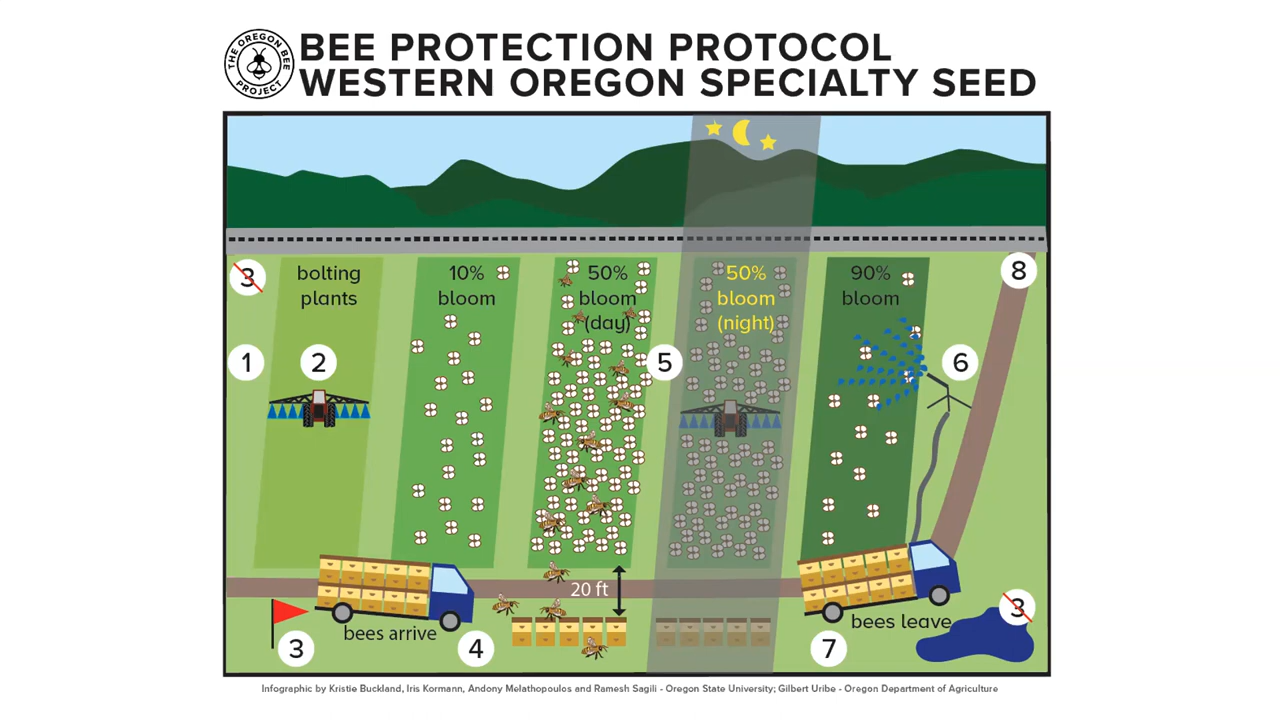 THE OREGON BEE PROJECT
BEE PROTECTION PROTOCOL
WESTERN OREGON SPECIALTY SEED
3
bolting
plants
10%
bloom
50%
bloom
(day)
50%
bloom
(night)
90%
bloom
8
1
2
5
6
20 ft
3
bees arrive
3
4
bees leave
7
Infographic by Kristie Buckland, Iris Kormann, Andony Melathopoulos and Ramesh Sagili - Oregon State University; Gilbert Uribe - Oregon Department of Agriculture